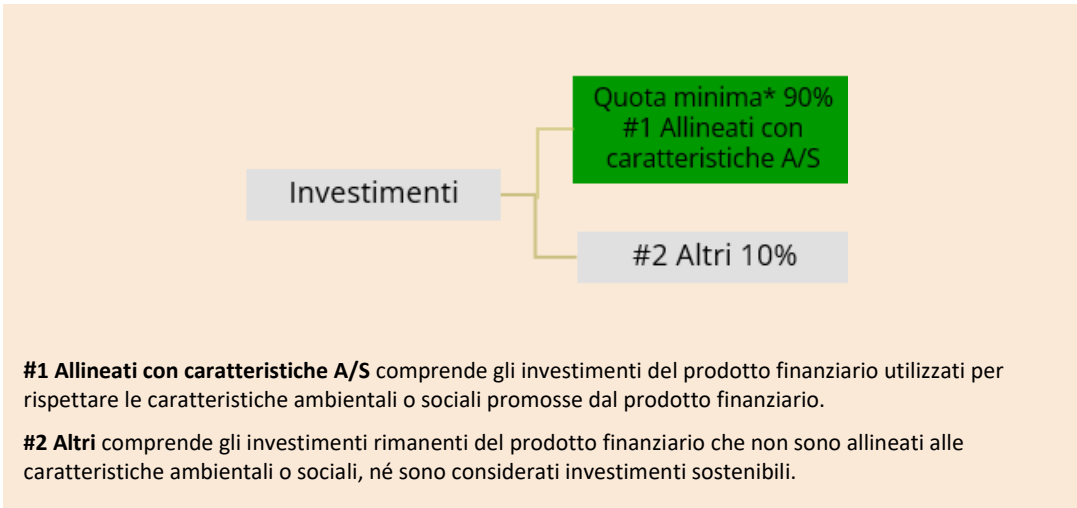 Quota minima* 90%
#1 Allineati con
caratteristiche A/S
Investimenti
#2 Altri 10%
#1 Allineati con caratteristiche A/S comprende gli investimenti del prodotto finanziario utilizzati per
rispettare le caratteristiche ambientali o sociali promosse dal prodotto finanziario.
#2 Altri comprende gli investimenti rimanenti del prodotto finanziario che non sono allineati alle
caratteristiche ambientali o sociali, né sono considerati investimenti sostenibili.